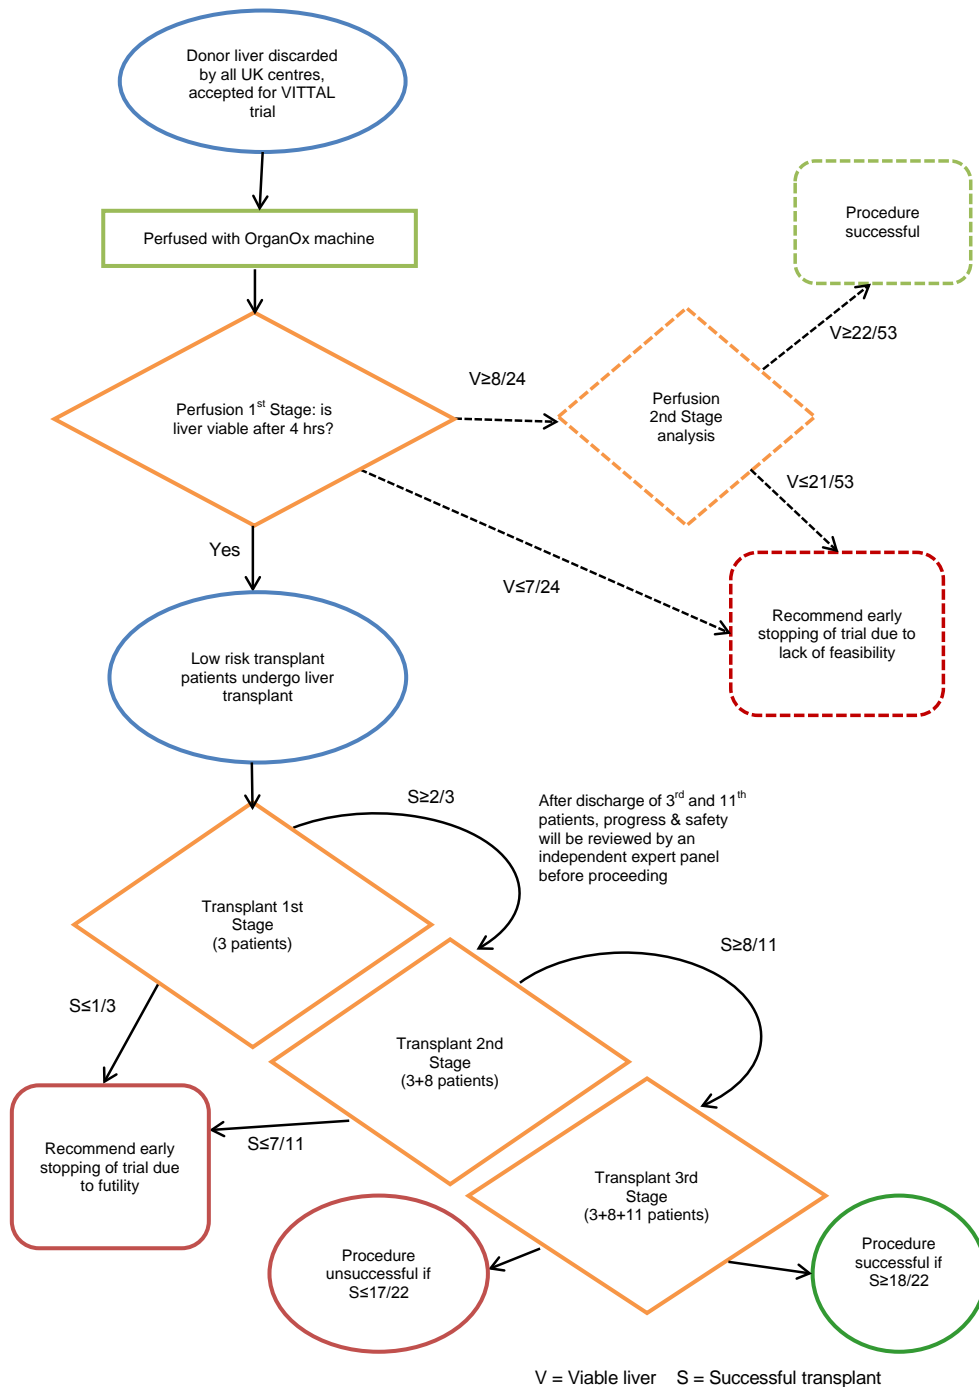 Donor liver discarded
by all UK centres,
accepted for VITTAL
trial
Perfused with OrganOx machine
Procedure
successful
V≥22/53
V≥8/24
Perfusion 1st Stage: is
liver viable after 4 hrs?
Perfusion
2nd Stage
analysis
V≤21/53
Yes
V≤7/24
Recommend early
stopping of trial due to
lack of feasibility
Low risk transplant
patients undergo liver
transplant
S≥2/3
After discharge of 3rd and 11th
patients, progress & safety
will be reviewed by an
independent expert panel
before proceeding
Transplant 1st
Stage
(3 patients)
S≥8/11
S≤1/3
Transplant 2nd
Stage
(3+8 patients)
S≤7/11
Recommend early
stopping of trial due
to futility
Transplant 3rd
Stage
(3+8+11 patients)
Procedure
unsuccessful if
S≤17/22
Procedure
successful if
S≥18/22
V = Viable liver S = Successful transplant